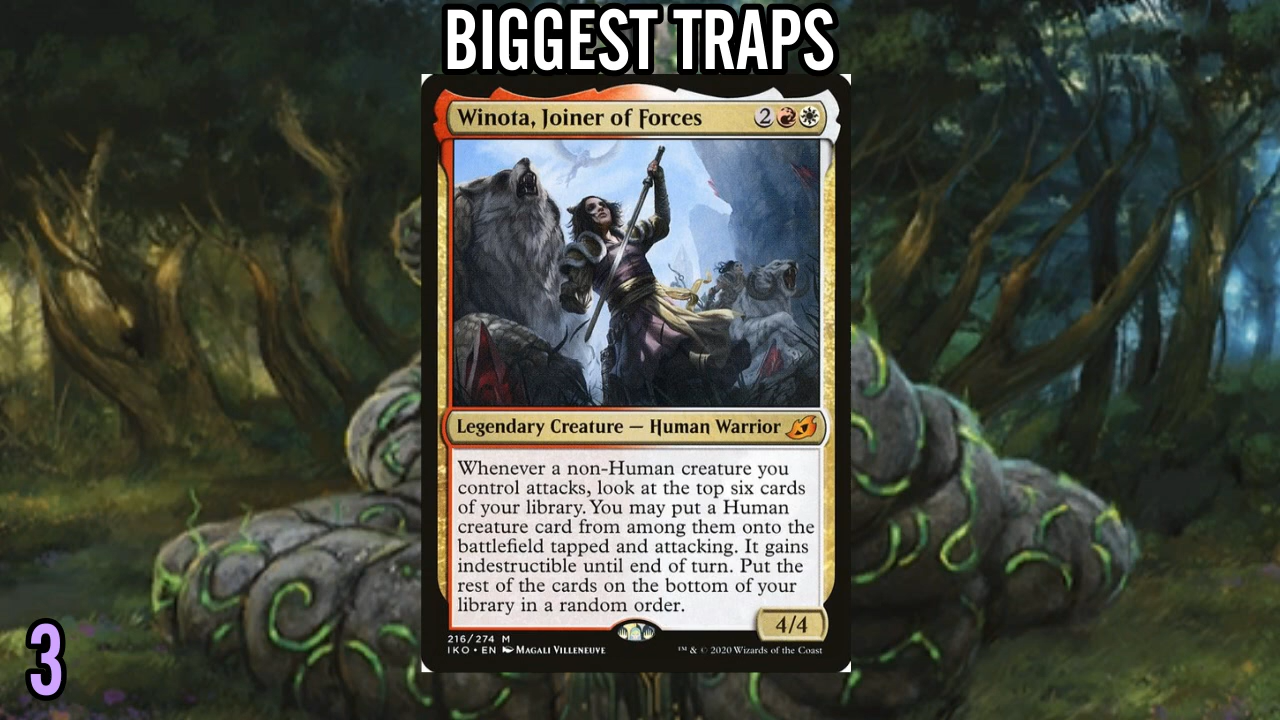 BIGGEST TRAPS
Winota, Joiner of Forces 2
Legendary Creature — Human Warrior
Whenever a non-Human creature you
control attacks, look at the top six cards
of your library. You may put a Human
creature card from among them onto the
battlefield tapped and attacking. It gains
indestructible until end of turn. Put the
rest of the cards on the bottom of your
library in a random order.
4/4
216/274 M
IKO • EN Magali Villeneuve
™ & © 2020 Wizards of the Coast
3